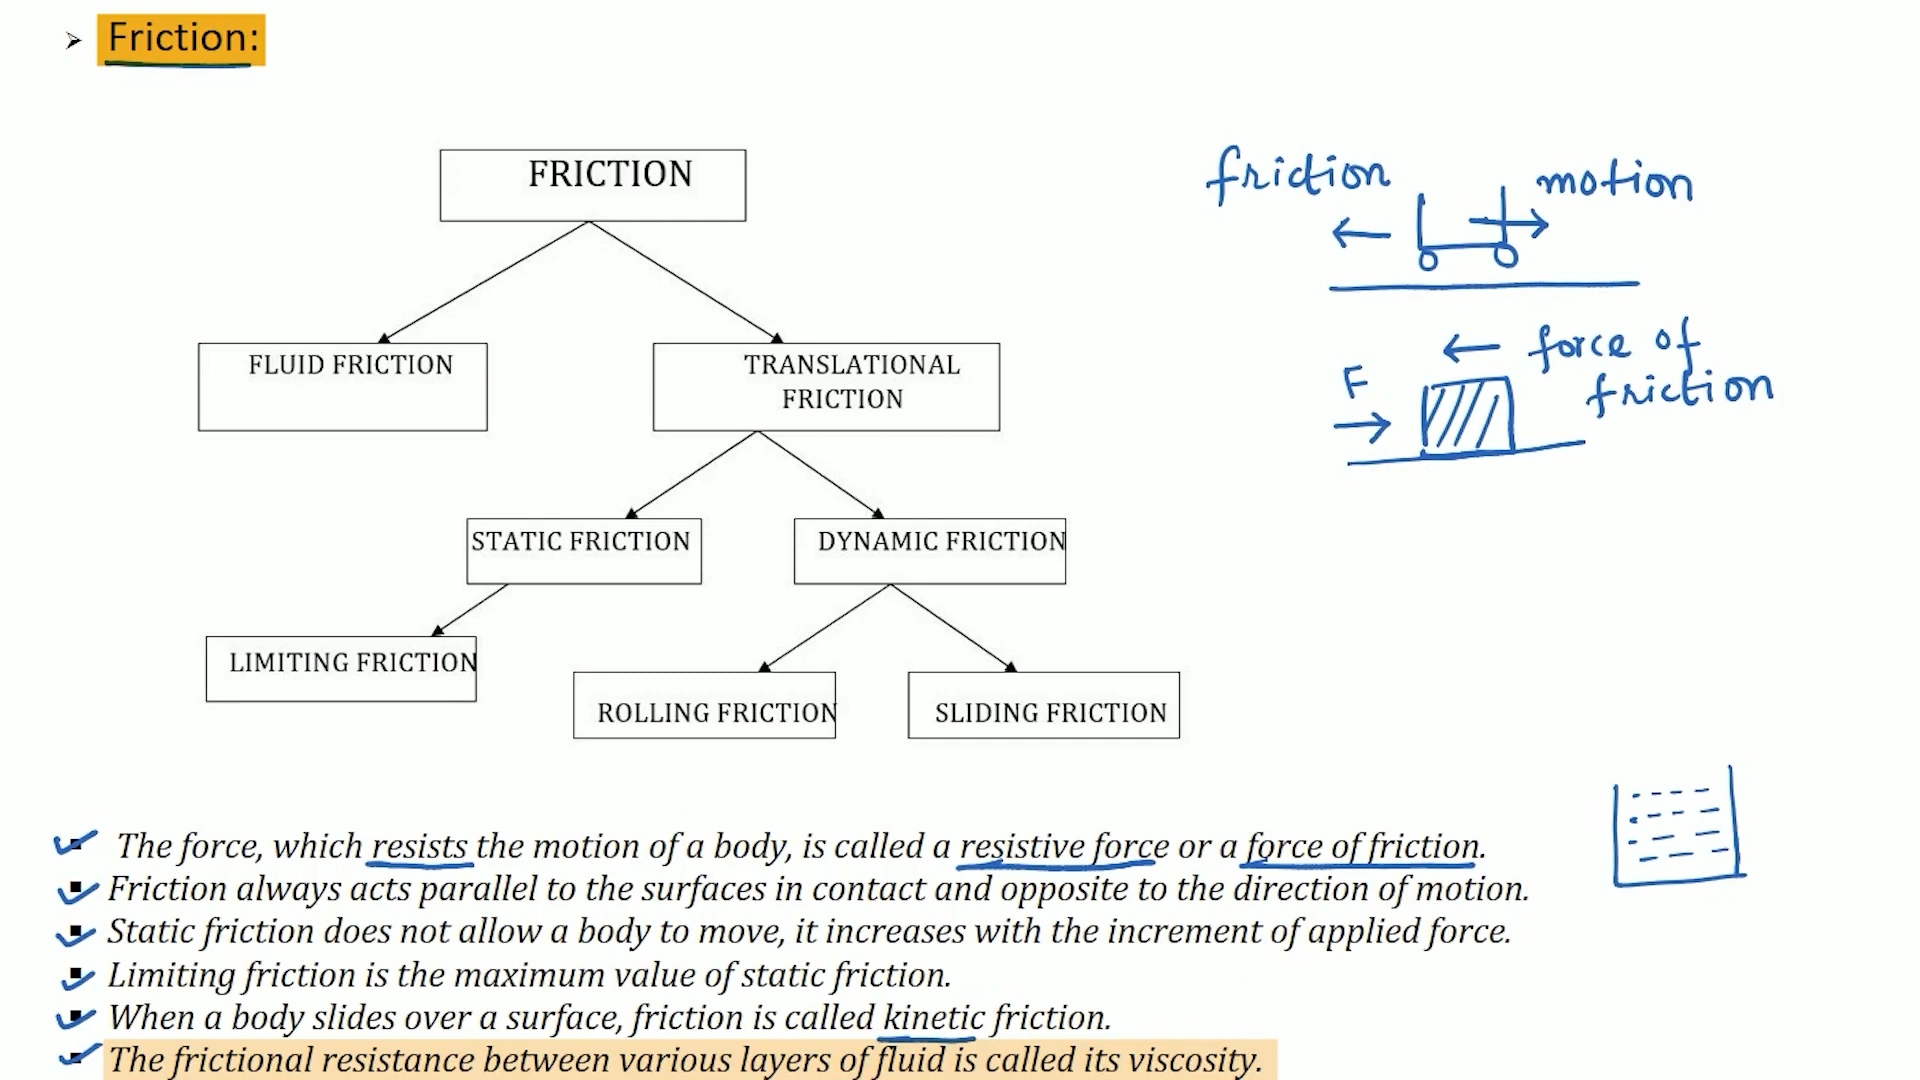 Friction:
FRICTION
friction
motion
FLUID FRICTION
TRANSLATIONAL
FRICTION
force of
friction
F
STATIC FRICTION
DYNAMIC FRICTION
LIMITING FRICTION
ROLLING FRICTION
SLIDING FRICTION
The force, which resists the motion of a body, is called a resistive force or a force of friction.
Friction always acts parallel to the surfaces in contact and opposite to the direction of motion.
Static friction does not allow a body to move, it increases with the increment of applied force.
Limiting friction is the maximum value of static friction.
When a body slides over a surface, friction is called kinetic friction.
The frictional resistance between various layers of fluid is called its viscosity.